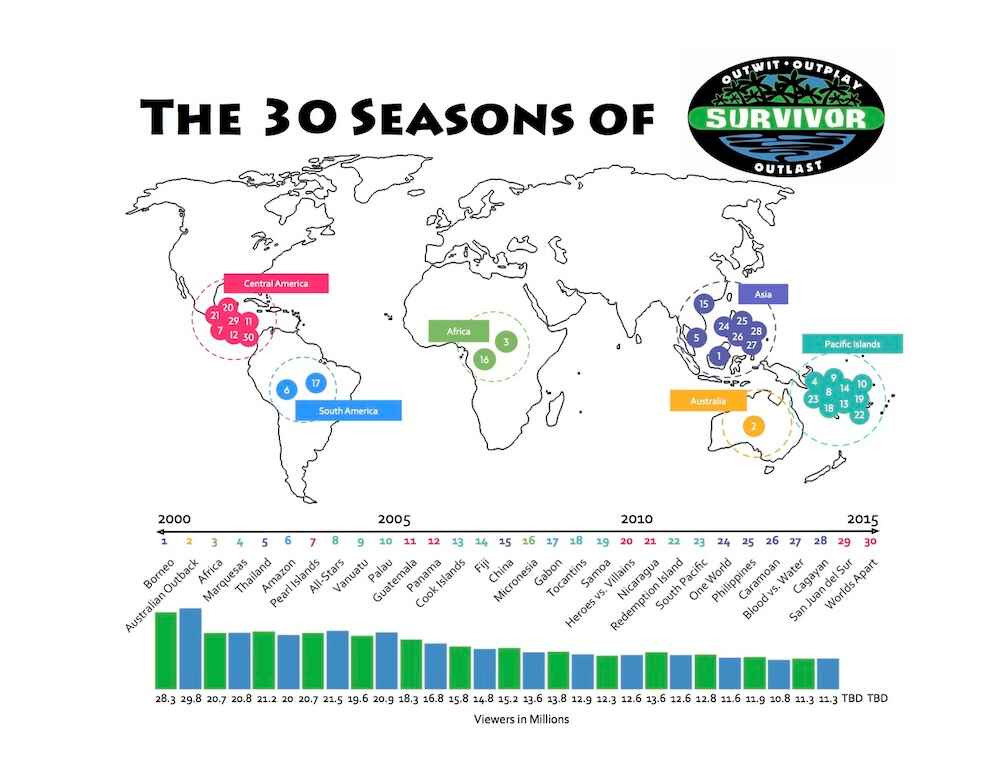 OUTWIT • OUTPLAY
THE 30 SEASONS OF
SURVIVOR
OUTLAST
Central America
20
21
29
11
7
12
30
Asia
15
24
25
5
26
28
27
1
Africa
3
16
Pacific Islands
4
9
8
14
10
23
18
13
19
22
6
17
South America
Australia
2
2000 2005 2010 2015
1 2 3 4 5 6 7 8 9 10 11 12 13 14 15 16 17 18 19 20 21 22 23 24 25 26 27 28 29 30
Borneo
Australian Outback
Africa
Marquesas
Thailand
Amazon
Pearl Islands
All-Stars
Vanuatu
Palau
Guatemala
Panama
Cook Islands
Fiji
China
Micronesia
Gabon
Tocantins
Samoa
Heroes vs. Villains
Nicaragua
Redemption Island
South Pacific
One World
Philippines
Caramoan
Blood vs. Water
Cagayan
San Juan del Sur
Worlds Apart
28.3 29.8 20.7 20.8 21.2 20 20.7 21.5 19.6 20.9 18.3 16.8 15.8 14.8 15.2 13.6 13.8 12.9 12.3 12.6 13.6 12.6 12.8 11.6 11.9 10.8 11.3 11.3 TBD TBD
Viewers in Millions